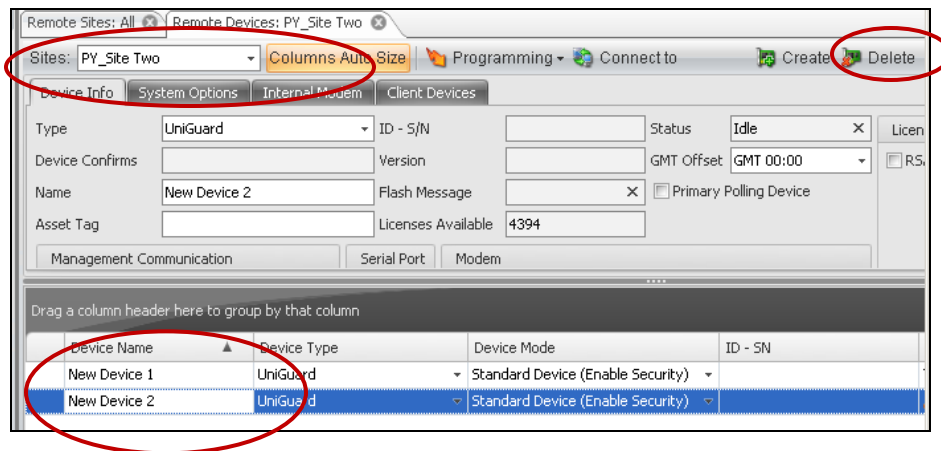 Remote Sites: All Remote Devices: PY_Site Two
Sites: PY_Site Two Columns Auto Size Programming Connect to Create Delete
Device Info System Options Internal Modem Client Devices
Type UniGuard ID - S/N Status Idle Licen
Device Confirms Version GMT Offset GMT 00:00 RSA
Name New Device 2 Flash Message Primary Polling Device
Asset Tag Licenses Available 4394
Management Communication Serial Port Modem
Drag a column header here to group by that column
Device Name Device Type Device Mode ID - SN
New Device 1 UniGuard Standard Device (Enable Security)
New Device 2 UniGuard Standard Device (Enable Security)